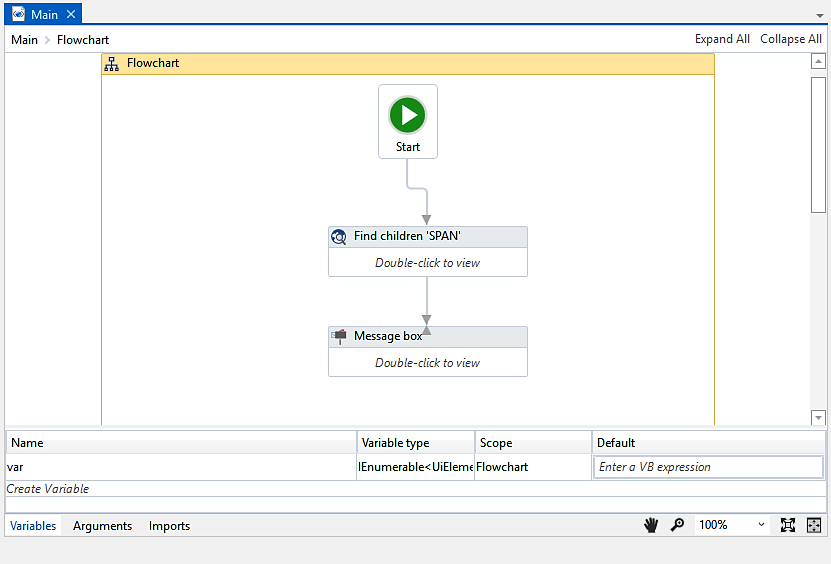 Main
Main > Flowchart Expand All Collapse All
Flowchart
Start
Find children 'SPAN'
Double-click to view
Message box
Double-click to view
Name Variable type Scope Default
var IEnumerable<UiEleme Flowchart Enter a VB expression
Create Variable
Variables Arguments Imports 100%